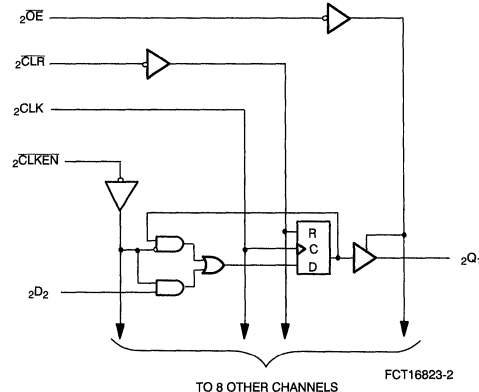 2OE
2CLR
2CLK
2CLKEN
R
C
D
2Q1
2D2
FCT16823-2
TO 8 OTHER CHANNELS